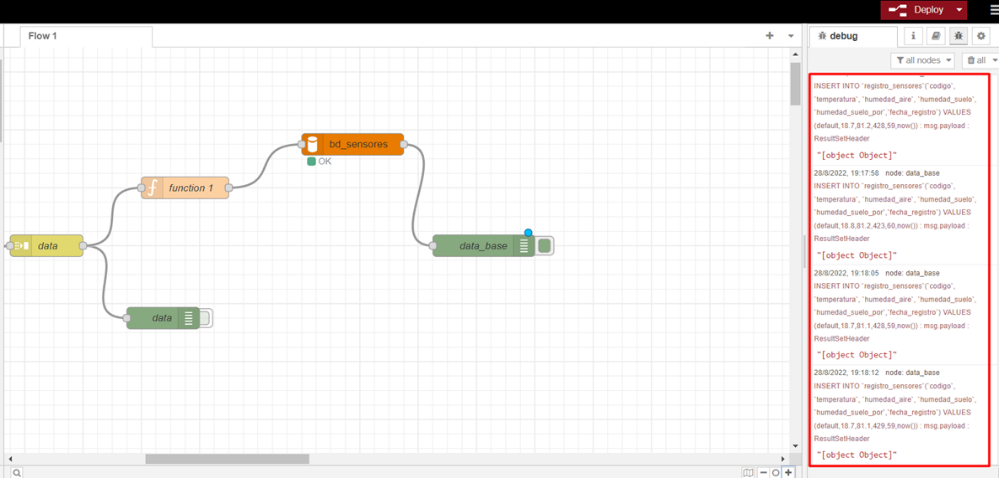 Deploy
Flow 1
debug
all nodes
all
bd_sensores
OK
function 1
data
data_base
data
INSERT INTO `registro_sensores`(`codigo`,
`temperatura`, `humedad_aire`, `humedad_suelo`,
`humedad_suelo_por`,`fecha_registro`) VALUES
(default,18.7,81.2,428,59,now()) : msg.payload :
ResultSetHeader
"[object Object]"
28/8/2022, 19:17:58 node: data_base
INSERT INTO `registro_sensores`(`codigo`,
`temperatura`, `humedad_aire`, `humedad_suelo`,
`humedad_suelo_por`,`fecha_registro`) VALUES
(default,18.8,81.2,423,60,now()) : msg.payload :
ResultSetHeader
"[object Object]"
28/8/2022, 19:18:05 node: data_base
INSERT INTO `registro_sensores`(`codigo`,
`temperatura`, `humedad_aire`, `humedad_suelo`,
`humedad_suelo_por`,`fecha_registro`) VALUES
(default,18.7,81.1,428,59,now()) : msg.payload :
ResultSetHeader
"[object Object]"
28/8/2022, 19:18:12 node: data_base
INSERT INTO `registro_sensores`(`codigo`,
`temperatura`, `humedad_aire`, `humedad_suelo`,
`humedad_suelo_por`,`fecha_registro`) VALUES
(default,18.7,81.1,429,59,now()) : msg.payload :
ResultSetHeader
"[object Object]"